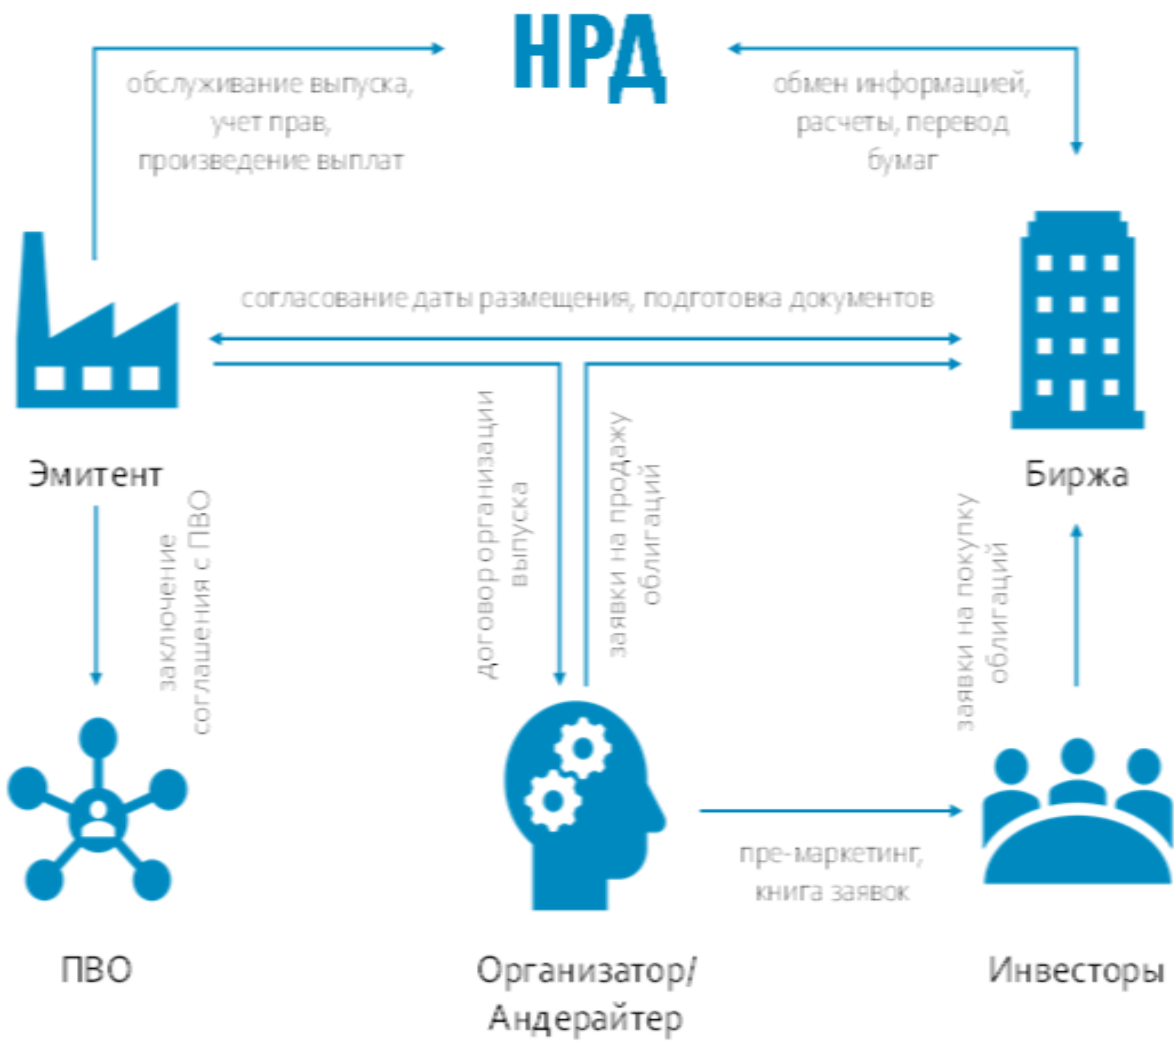 НРД
обслуживание выпуска,
учет прав,
произведение выплат
обмен информацией,
расчеты, перевод
бумаг
согласование даты размещения, подготовка документов
Эмитент
Биржа
заключение
соглашения с ПВО
договор организации
выпуска
заявки на продажу
облигаций
заявки на покупку
облигаций
пре-маркетинг,
книга заявок
ПВО
Организатор/
Андерайтер
Инвесторы